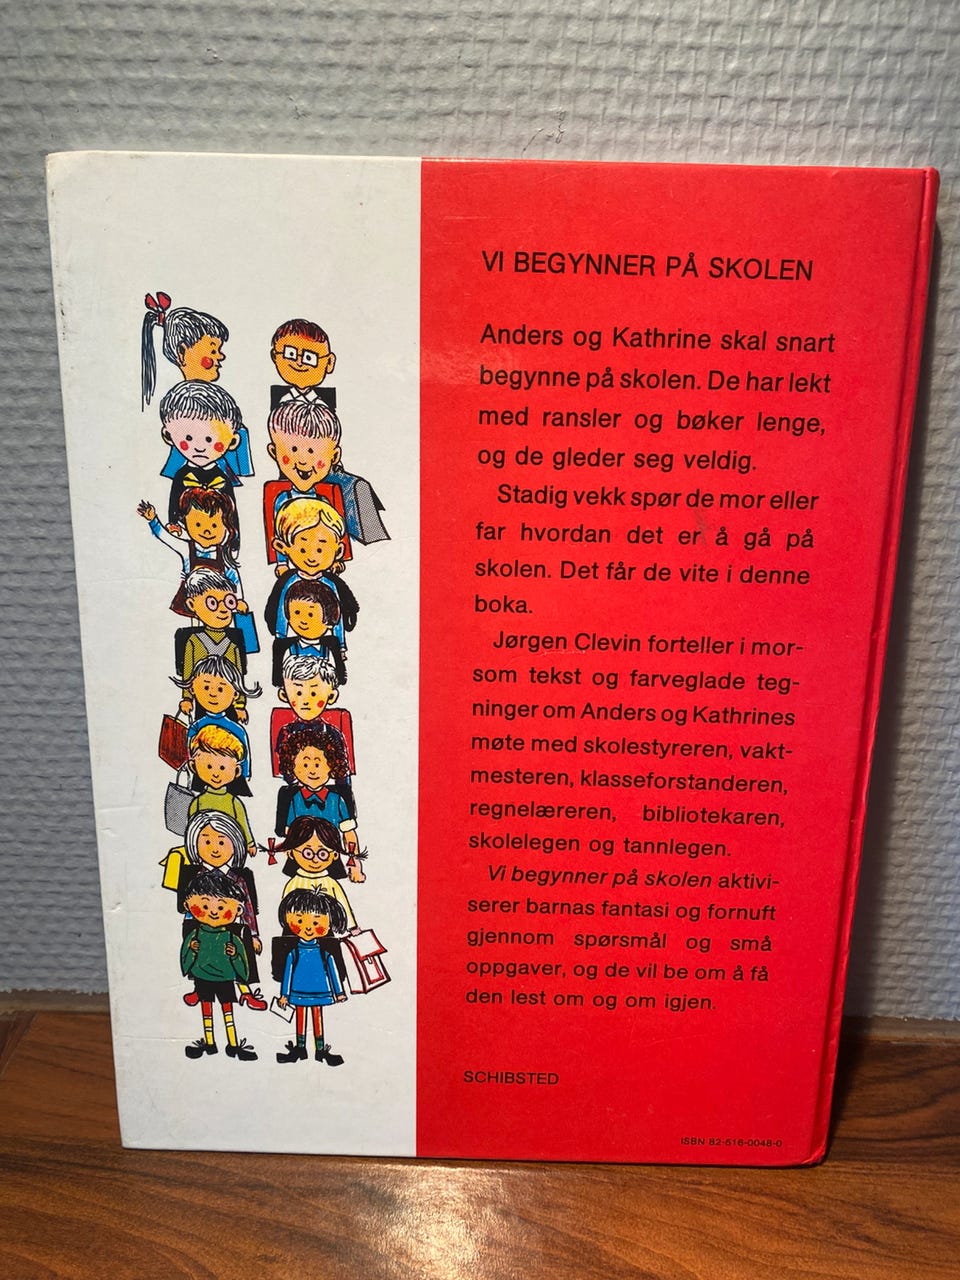 VI BEGYNNER PÅ SKOLEN
Anders og Kathrine skal snart
begynne på skolen. De har lekt
med ransler og bøker lenge,
og de gleder seg veldig.
Stadig vekk spør de mor eller
far hvordan det er å gå på
skolen. Det får de vite i denne
boka.
Jørgen Clevin forteller i mor-
som tekst og farveglade teg-
ninger om Anders og Kathrines
møte med skolestyreren, vakt-
mesteren, klasseforstanderen,
regnelæreren, bibliotekaren,
skolelegen og tannlegen.
Vi begynner på skolen aktivi-
serer barnas fantasi og fornuft
gjennom spørsmål og små
oppgaver, og de vil be om å få
den lest om og om igjen.
SCHIBSTED
ISBN 82-516-0048-0